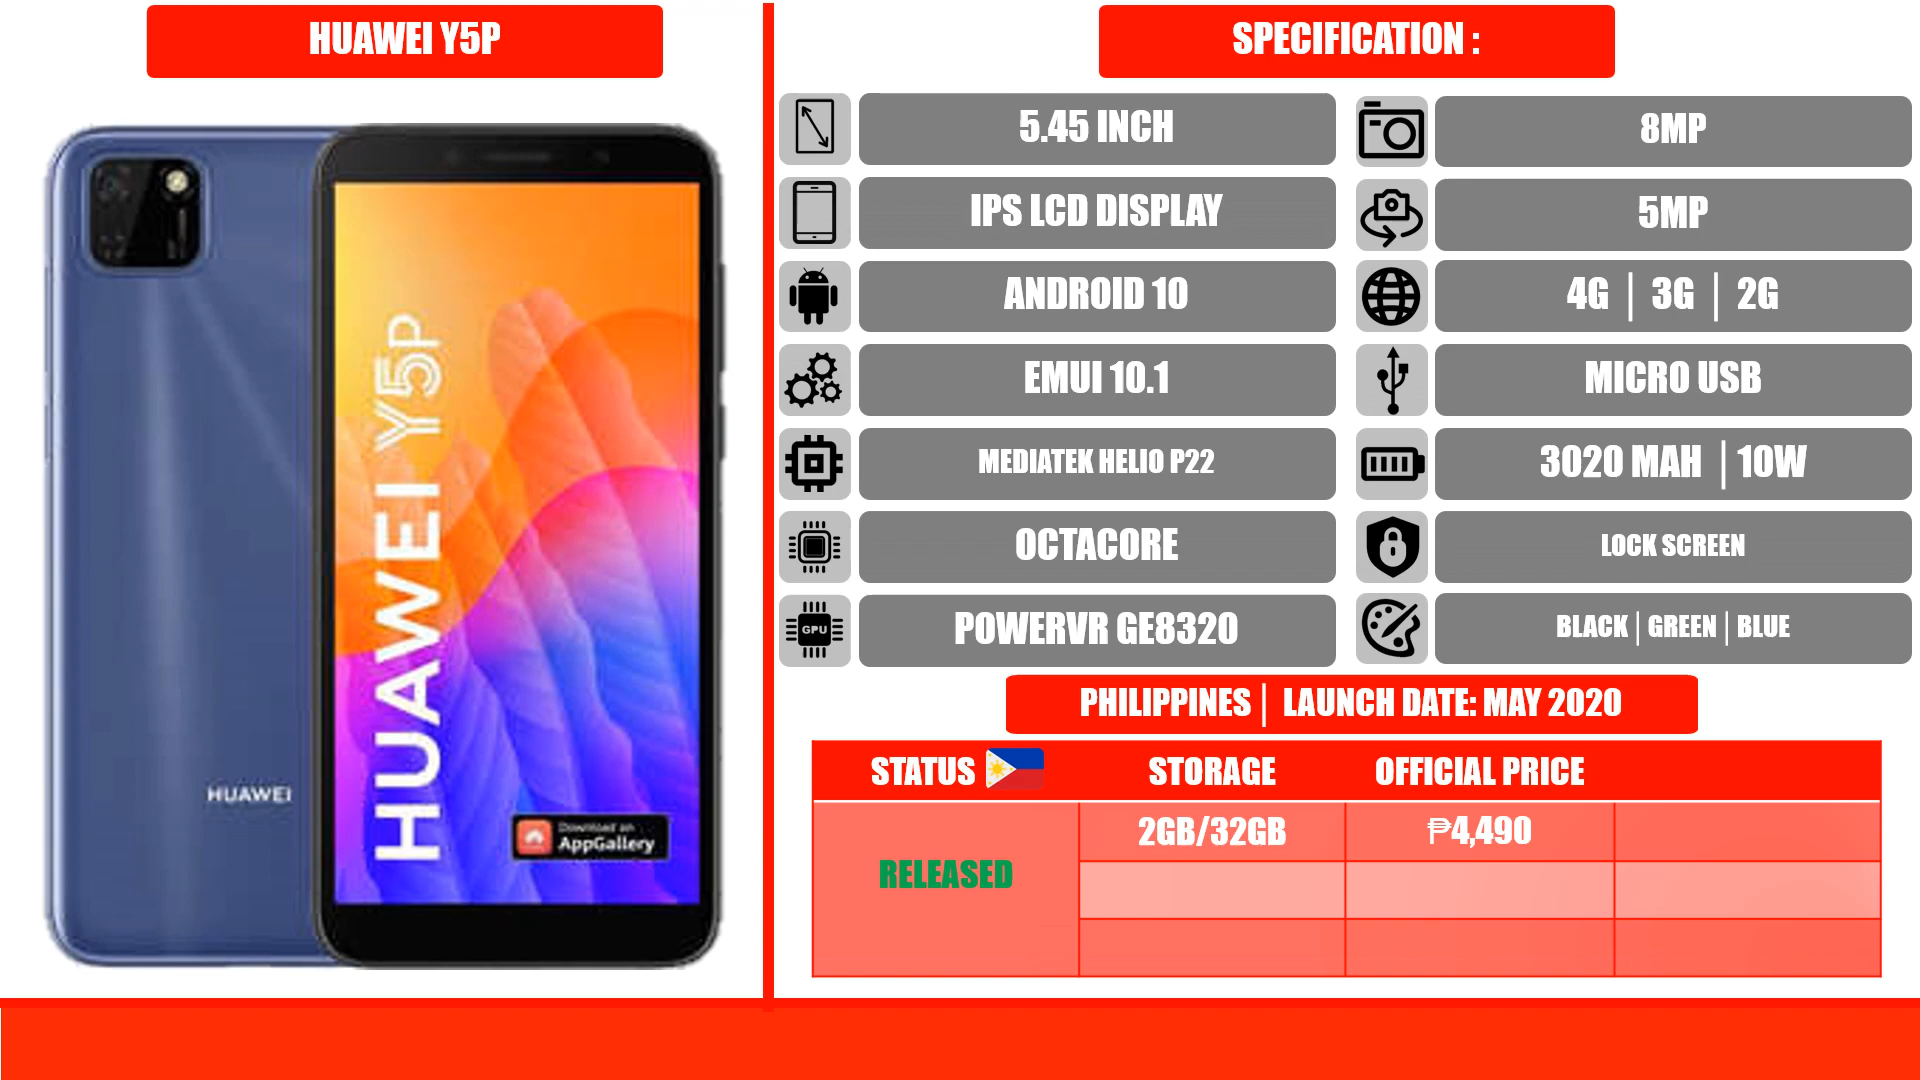 HUAWEI Y5P
HUAWEI
HUAWEI Y5P
Download on
AppGallery
SPECIFICATION :
5.45 INCH
IPS LCD DISPLAY
ANDROID 10
EMUI 10.1
MEDIATEK HELIO P22
OCTACORE
GPU
POWERVR GE8320
8MP
5MP
4G | 3G | 2G
MICRO USB
3020 MAH | 10W
LOCK SCREEN
BLACK | GREEN | BLUE
PHILIPPINES | LAUNCH DATE: MAY 2020
STATUS STORAGE OFFICIAL PRICE
RELEASED
2GB/32GB ₱4,490